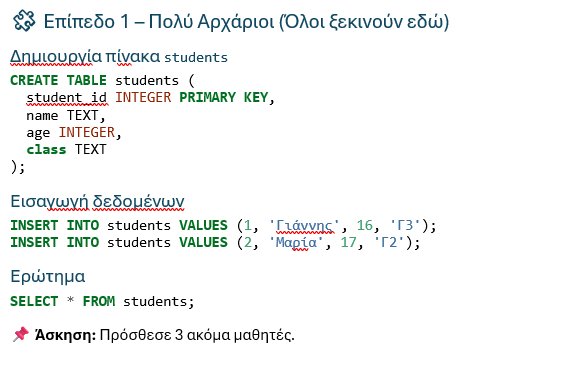 Επίπεδο 1 – Πολύ Αρχάριοι (Όλοι ξεκινούν εδώ)
Δημιουργία πίνακα students
CREATE TABLE students (
  student_id INTEGER PRIMARY KEY,
  name TEXT,
  age INTEGER,
  class TEXT
);
Εισαγωγή δεδομένων
INSERT INTO students VALUES (1, 'Γιάννης', 16, 'Γ3');
INSERT INTO students VALUES (2, 'Μαρία', 17, 'Γ2');
Ερώτημα
SELECT * FROM students;
Άσκηση: Πρόσθεσε 3 ακόμα μαθητές.